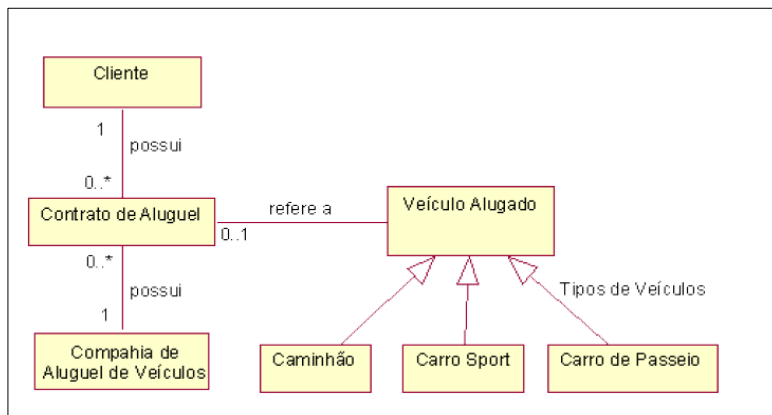 Cliente
1
possui
0..*
Contrato de Aluguel
refere a
0..1
Veículo Alugado
0..*
possui
1
Compahia de
Aluguel de Veículos
Tipos de Veículos
Caminhão
Carro Sport
Carro de Passeio